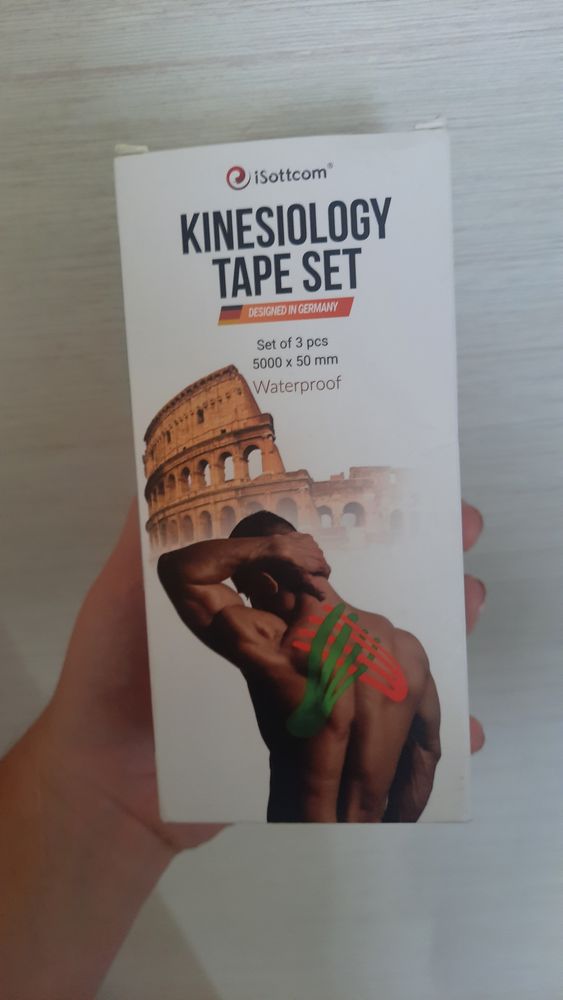 iSottcom®
KINESIOLOGY
TAPE SET
DESIGNED IN GERMANY
Set of 3 pcs
5000 x 50 mm
Waterproof